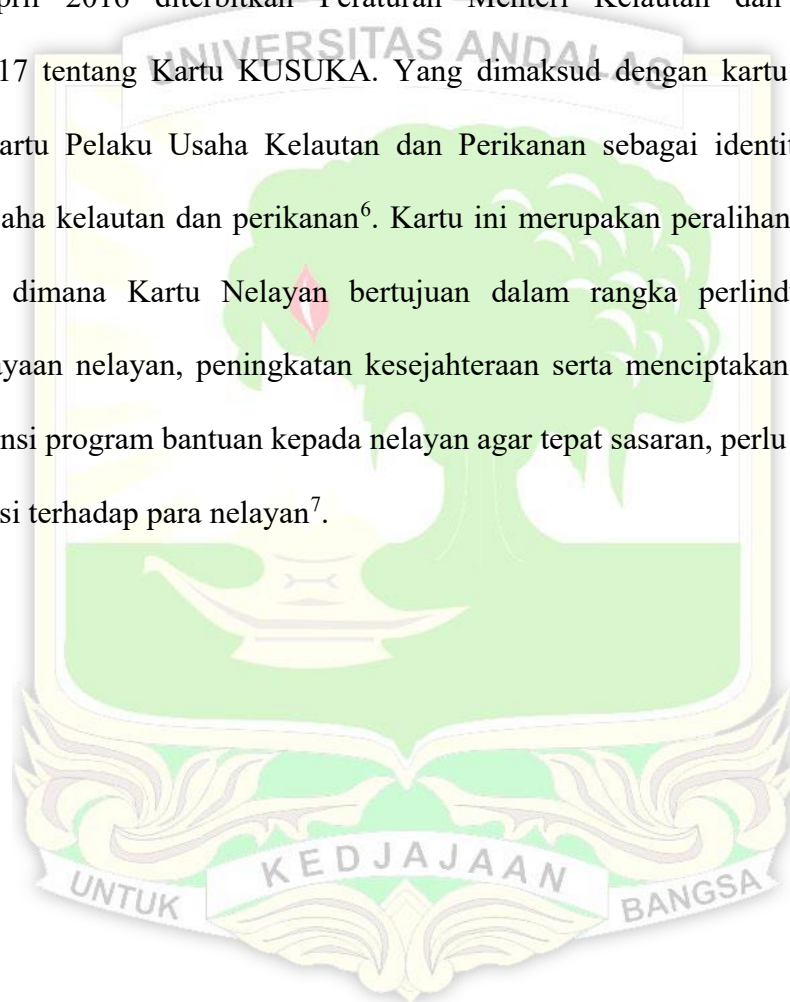 pril 2016 diterbitkan Peraturan Menteri Kelautan dan
UNIVERSITAS ANDALAS
17 tentang Kartu KUSUKA. Yang dimaksud dengan kartu
artu Pelaku Usaha Kelautan dan Perikanan sebagai identit
aha kelautan dan perikanan⁶. Kartu ini merupakan peralihan
dimana Kartu Nelayan bertujuan dalam rangka perlind
ayaan nelayan, peningkatan kesejahteraan serta menciptakan
nsi program bantuan kepada nelayan agar tepat sasaran, perlu
si terhadap para nelayan⁷.
UNTUK KEDJAJAAN BANGSA